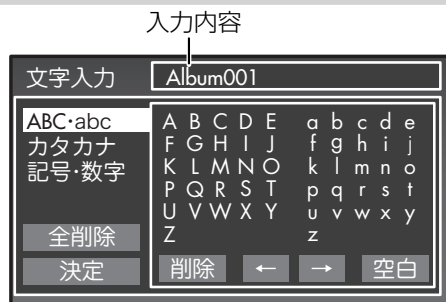 入力内容
文字入力 Album001
ABC・abc
カタカナ
記号・数字
全削除
決定
A B C D E a b c d e
F G H I J f g h i j
K L M N O k l m n o
P Q R S T p q r s t
U V W X Y u v w x y
Z z
削除 ← → 空白